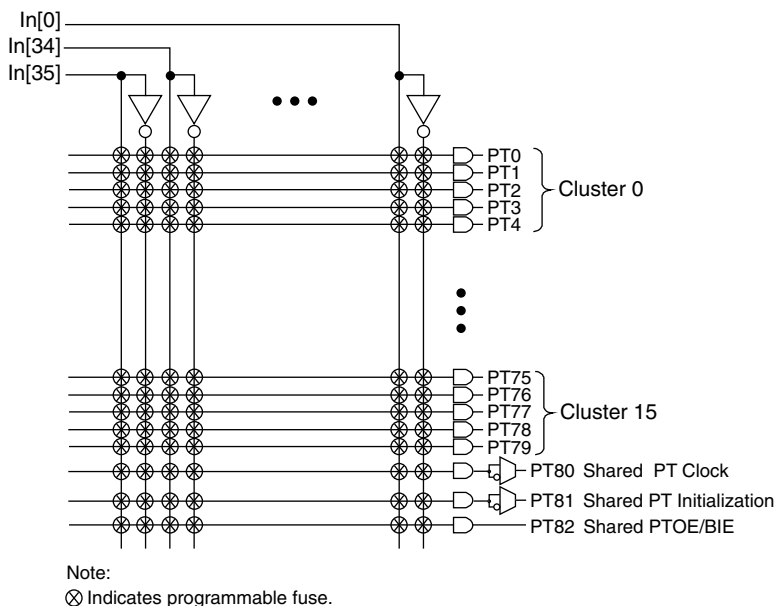 In[0]
In[34]
In[35]
PT0
PT1
PT2
PT3
PT4
Cluster 0
PT75
PT76
PT77
PT78
PT79
Cluster 15
PT80 Shared PT Clock
PT81 Shared PT Initialization
PT82 Shared PTOE/BIE
Note:
Indicates programmable fuse.